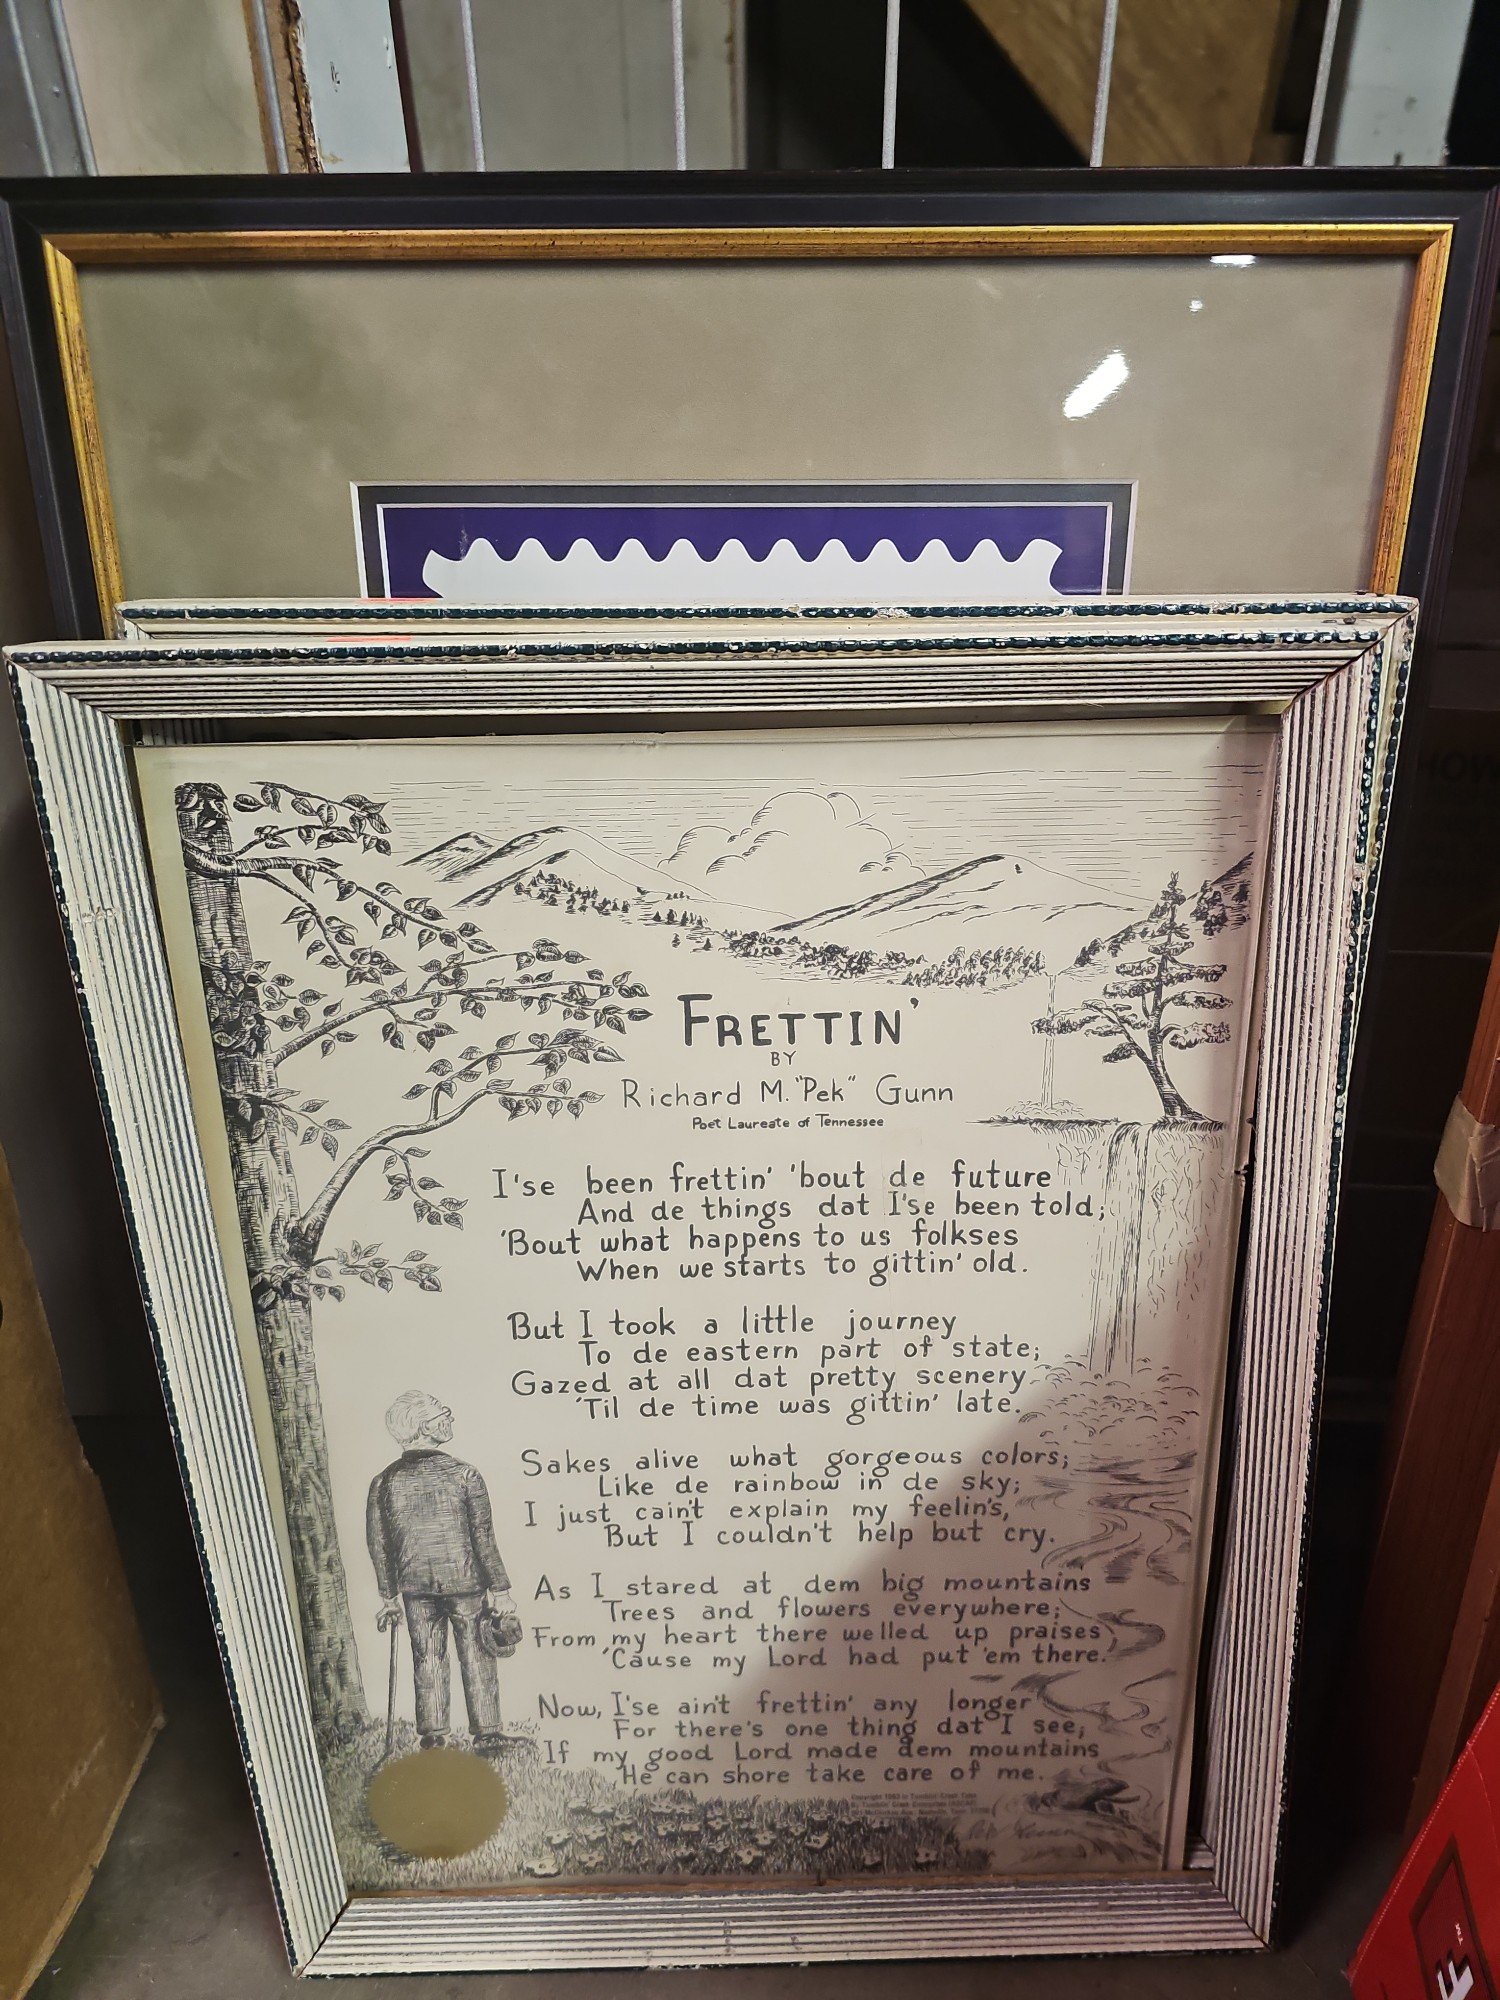 FRETTIN'
BY
Richard M. "Pek" Gunn
Poet Laureate of Tennessee
I'se been frettin' 'bout de future
And de things dat I'se been told;
'Bout what happens to us folkses
When we starts to gittin' old.
But I took a little journey
To de eastern part of state;
Gazed at all dat pretty scenery
'Til de time was gittin' late.
Sakes alive what gorgeous colors;
Like de rainbow in de sky;
I just cain't explain my feelin's,
But I couldn't help but cry.
As I stared at dem big mountains
Trees and flowers everywhere;
From my heart there welled up praises
'Cause my Lord had put 'em there.
Now, I'se ain't frettin' any longer
For there's one thing dat I see,
If my good Lord made dem mountains
He can shore take care of me.